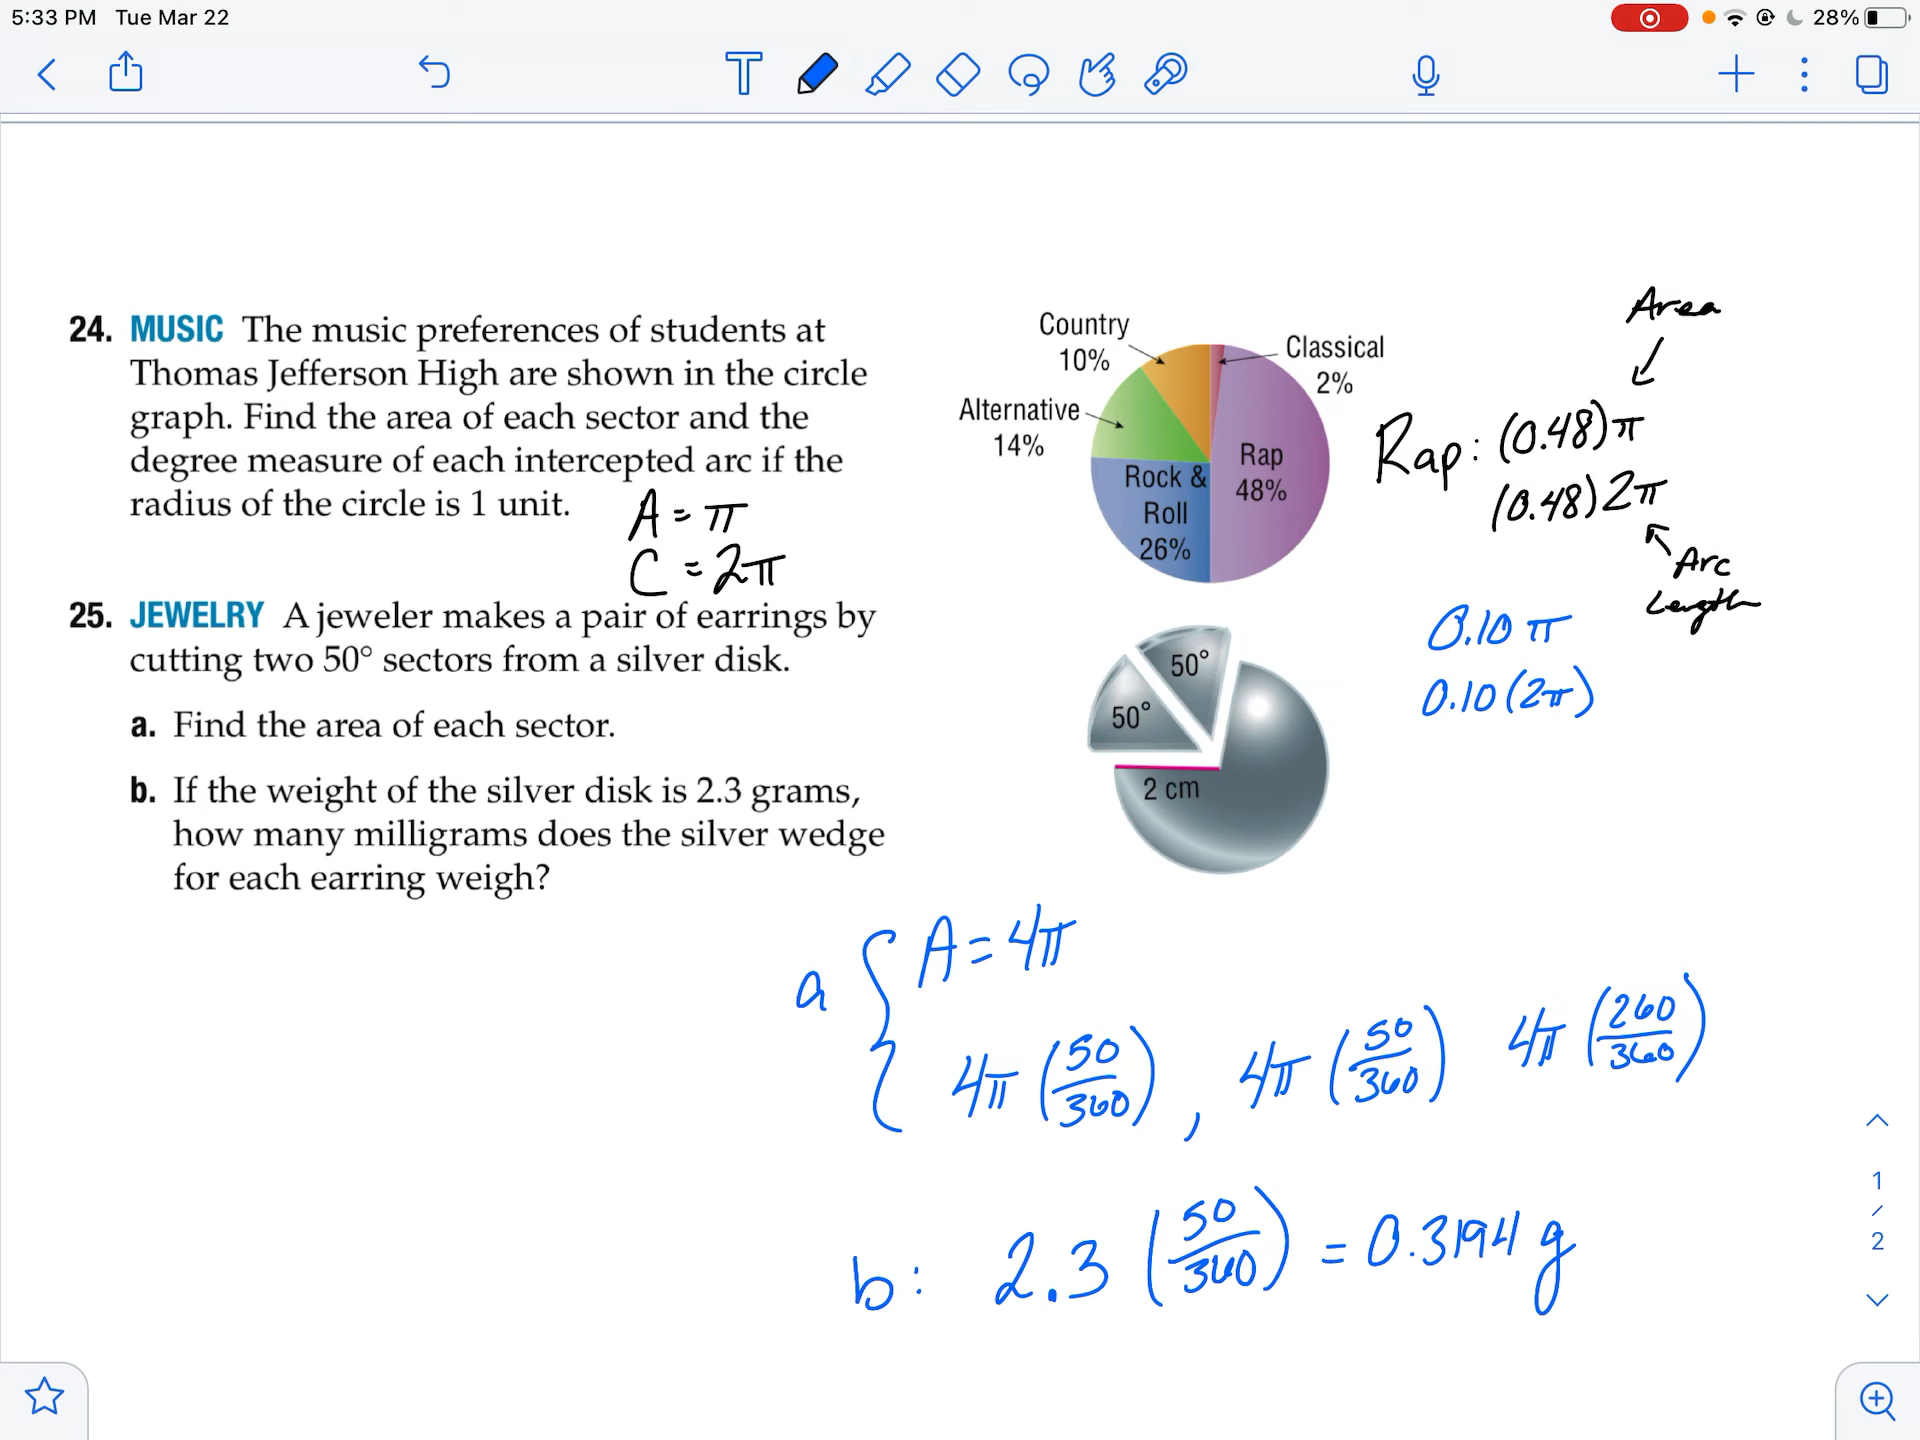 5:33 PM Tue Mar 22
28%
T
24. MUSIC The music preferences of students at
Thomas Jefferson High are shown in the circle
graph. Find the area of each sector and the
degree measure of each intercepted arc if the
radius of the circle is 1 unit.
A = π
C = 2π
Country
10%
Classical
2%
Alternative
14%
Rap
48%
Rock &
Roll
26%
Area
Rap: (0.48)π
(0.48)2π
Arc
Length
0.10 π
0.10(2π)
25. JEWELRY A jeweler makes a pair of earrings by
cutting two 50° sectors from a silver disk.
a. Find the area of each sector.
b. If the weight of the silver disk is 2.3 grams,
how many milligrams does the silver wedge
for each earring weigh?
50°
50°
2 cm
a { A = 4π
4π (50/360), 4π (50/360) 4π (260/360)
b: 2.3 (50/360) = 0.3194 g
1
/
2